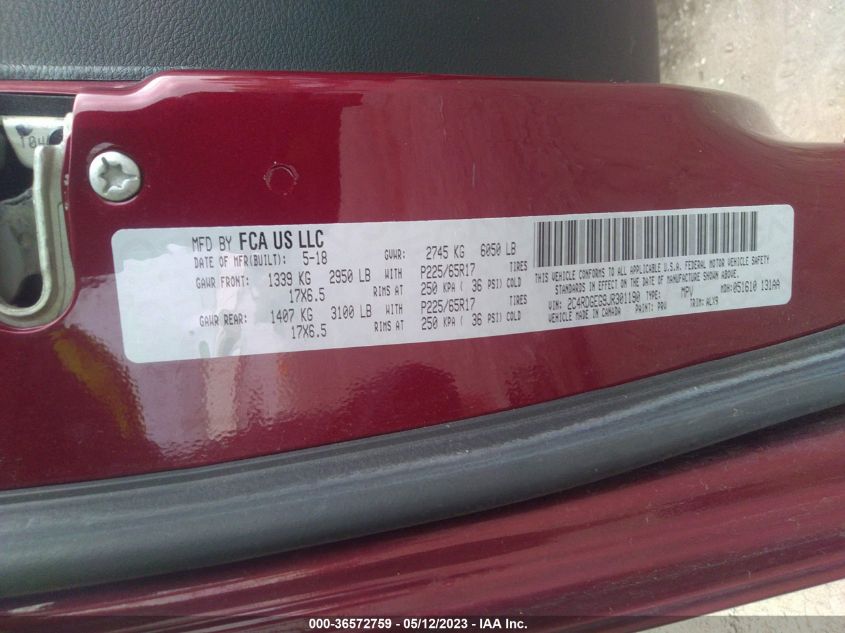 MFD BY FCA US LLC
DATE OF MFR(BUILT): 5-18 GVWR: 2745 KG 6050 LB
GAWR FRONT: 1339 KG 2950 LB WITH P225/65R17 TIRES
17X6.5 RIMS AT 250 KPA ( 36 PSI) COLD
GAWR REAR: 1407 KG 3100 LB WITH P225/65R17 TIRES
17X6.5 RIMS AT 250 KPA ( 36 PSI) COLD
THIS VEHICLE CONFORMS TO ALL APPLICABLE U.S.A. FEDERAL MOTOR VEHICLE SAFETY
STANDARDS IN EFFECT ON THE DATE OF MANUFACTURE SHOWN ABOVE.
VIN: 2C4RDGEG9JR301190 TYPE: MPV MDH: 051610 131AA
VEHICLE MADE IN CANADA PAINT: PRV TRIM: ALX9
000-36572759 - 05/12/2023 - IAA Inc.